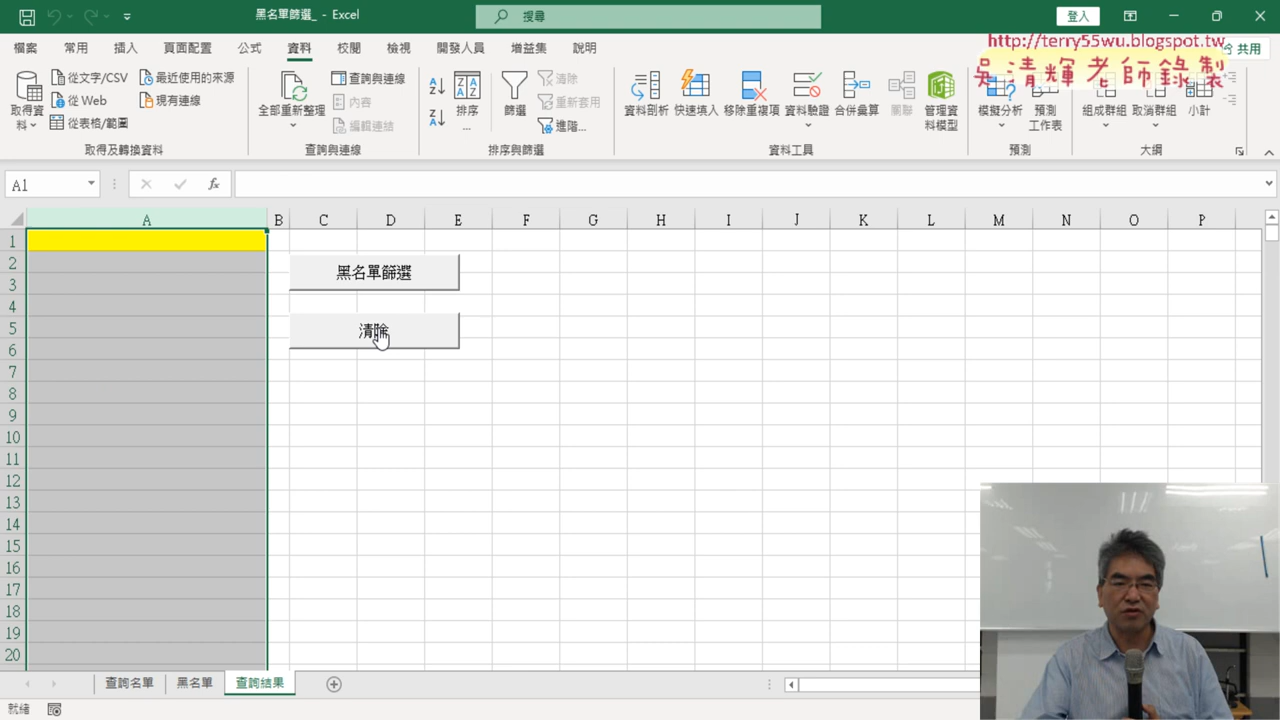 黑名單篩選_ - Excel
搜尋
登入
檔案 常用 插入 頁面配置 公式 資料 校閱 檢視 開發人員 增益集 說明
共用
http://terry55wu.blogspot.tw
吳清輝老師錄製
取得資料
從文字/CSV
從 Web
從表格/範圍
最近使用的來源
現有連線
取得及轉換資料
全部重新整理
查詢與連線
內容
編輯連結
查詢與連線
排序...
篩選
清除
重新套用
進階...
排序與篩選
資料剖析 快速填入 移除重複項 資料驗證 合併彙算 關聯 管理資料模型
資料工具
模擬分析 預測工作表
預測
組成群組 取消群組 小計
大綱
A1
fx
A B C D E F G H I J K L M N O P
1
2
3
4
5
6
7
8
9
10
11
12
13
14
15
16
17
18
19
20
黑名單篩選
清除
查詢名單 黑名單 查詢結果
就緒